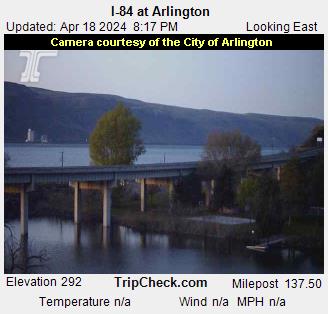 I-84 at Arlington
Updated: Apr 18 2024 8:17 PM Looking East
Camera courtesy of the City of Arlington
Elevation 292 TripCheck.com Milepost 137.50
Temperature n/a Wind n/a MPH n/a